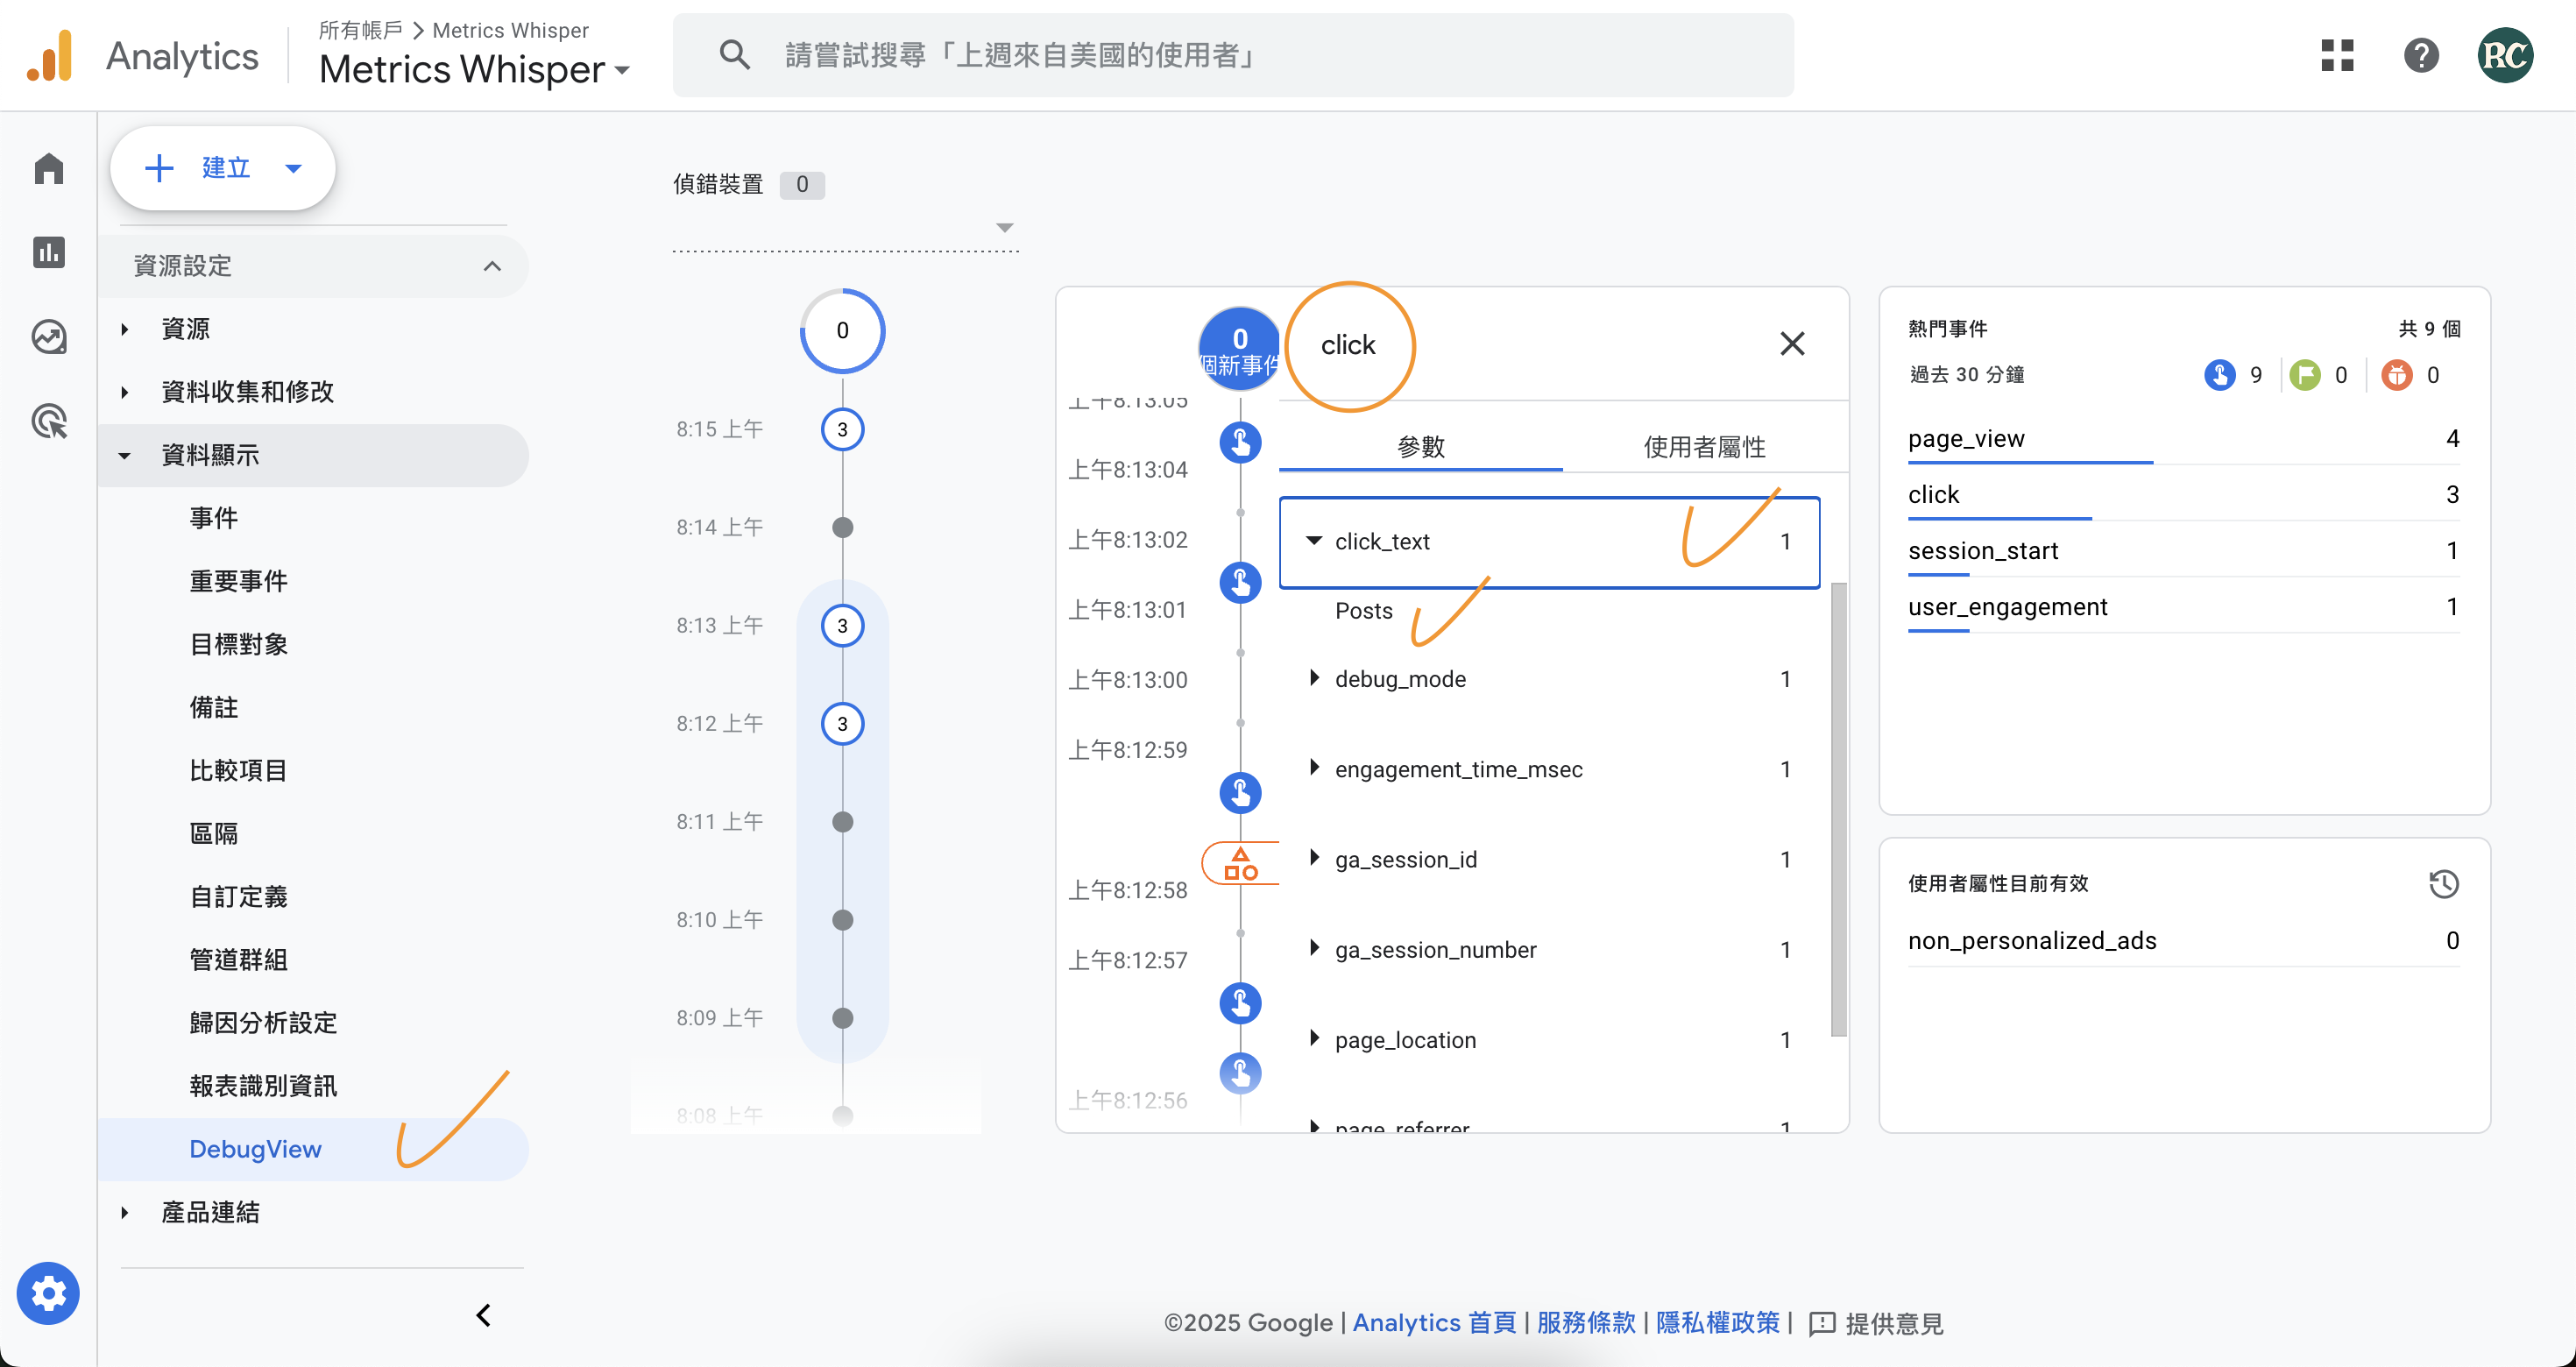 Analytics
所有帳戶 > Metrics Whisper
Metrics Whisper
請嘗試搜尋「上週來自美國的使用者」
RC
建立
資源設定
資源
資料收集和修改
資料顯示
事件
重要事件
目標對象
備註
比較項目
區隔
自訂定義
管道群組
歸因分析設定
報表識別資訊
DebugView
產品連結
偵錯裝置 0
0
8:15 上午 3
8:14 上午
8:13 上午 3
8:12 上午 3
8:11 上午
8:10 上午
8:09 上午
8:08 上午
0
個新事件
上午8:13:05
上午8:13:04
上午8:13:02
上午8:13:01
上午8:13:00
上午8:12:59
上午8:12:58
上午8:12:57
上午8:12:56
click
參數 使用者屬性
click_text 1
Posts
debug_mode 1
engagement_time_msec 1
ga_session_id 1
ga_session_number 1
page_location 1
page_referrer 1
熱門事件 共 9 個
過去 30 分鐘 9 0 0
page_view 4
click 3
session_start 1
user_engagement 1
使用者屬性目前有效
non_personalized_ads 0
©2025 Google | Analytics 首頁 | 服務條款 | 隱私權政策 | 提供意見